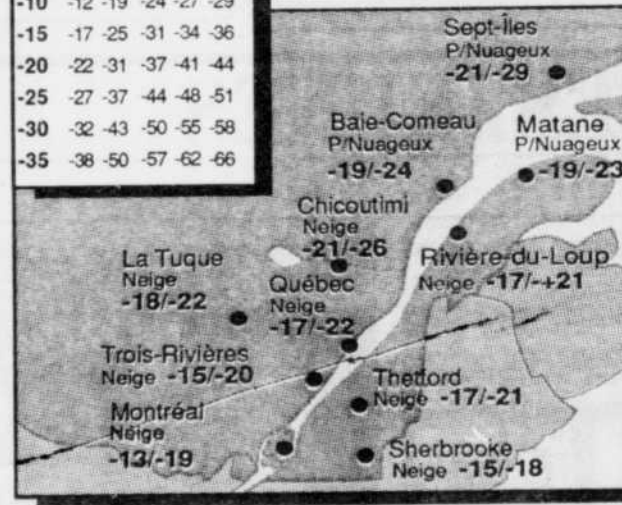 -10 -12 -19 -24 -27 -29
-15 -17 -25 -31 -34 -36
-20 -22 -31 -37 -41 -44
-25 -27 -37 -44 -48 -51
-30 -32 -43 -50 -55 -58
-35 -38 -50 -57 -62 -66
Sept-Îles
P/Nuageux
-21/-29
Baie-Comeau
P/Nuageux
-19/-24
Matane
P/Nuageux
-19/-23
Chicoutimi
Neige
-21/-26
Rivière-du-Loup
Neige -17/-+21
La Tuque
Neige
-18/-22
Québec
Neige
-17/-22
Trois-Rivières
Neige -15/-20
Thetford
Neige -17/-21
Montréal
Néige
-13/-19
Sherbrooke
Neige -15/-18